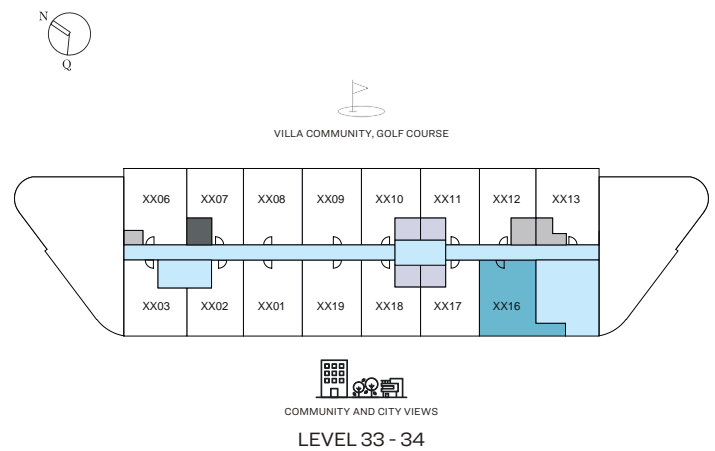 N
Q
VILLA COMMUNITY, GOLF COURSE
XX06 XX07 XX08 XX09 XX10 XX11 XX12 XX13
XX03 XX02 XX01 XX19 XX18 XX17 XX16
COMMUNITY AND CITY VIEWS
LEVEL 33 - 34